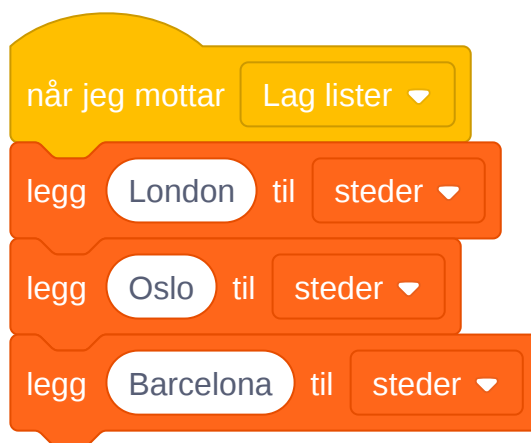 når jeg mottar Lag lister
legg London til steder
legg Oslo til steder
legg Barcelona til steder